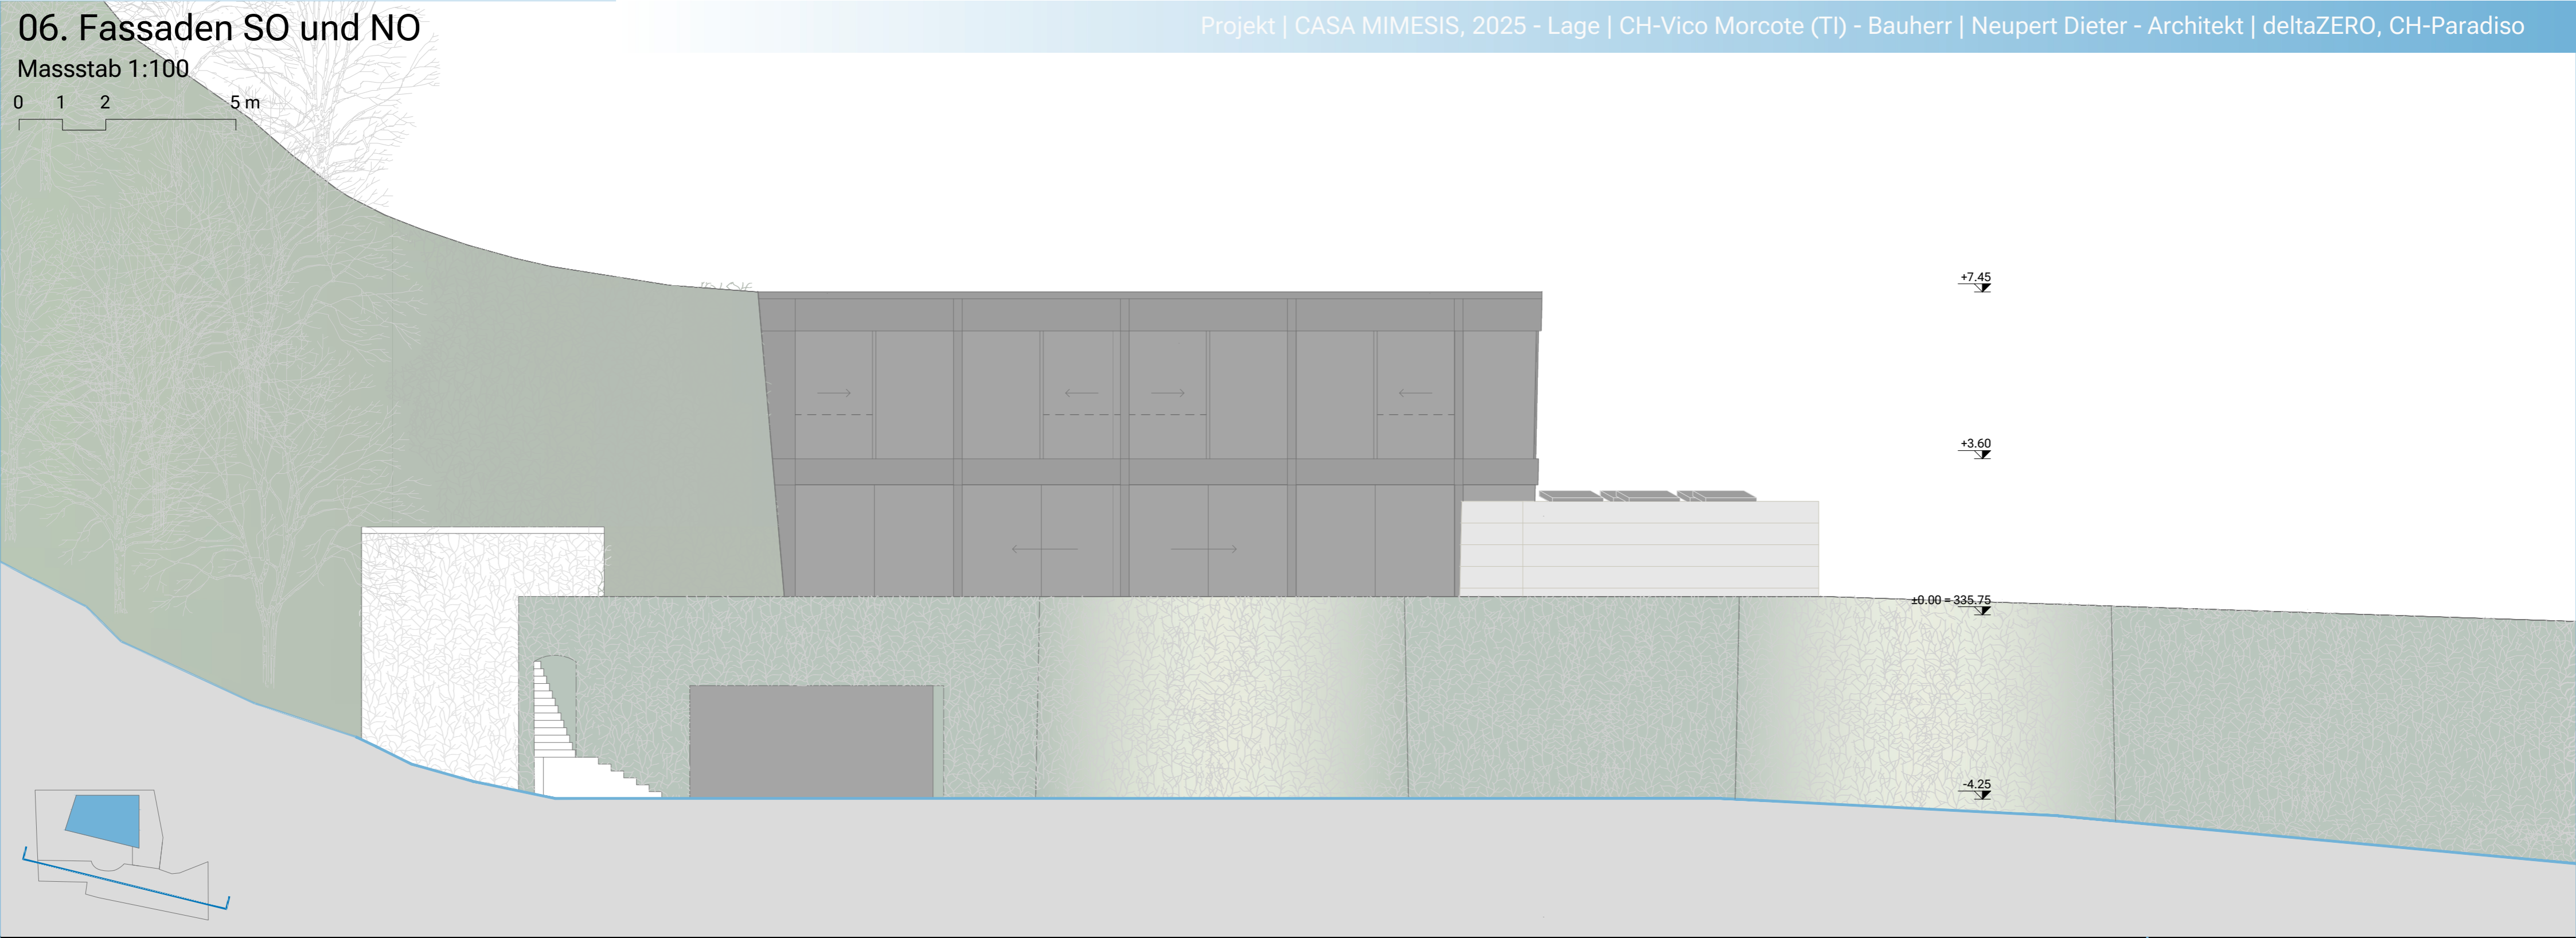 06. Fassaden SO und NO
Projekt | CASA MIMESIS, 2025 - Lage | CH-Vico Morcote (TI) - Bauherr | Neupert Dieter - Architekt | deltaZERO, CH-Paradiso
Massstab 1:100
0 1 2 5 m
+7.45
+3.60
±0.00 = 335.75
-4.25